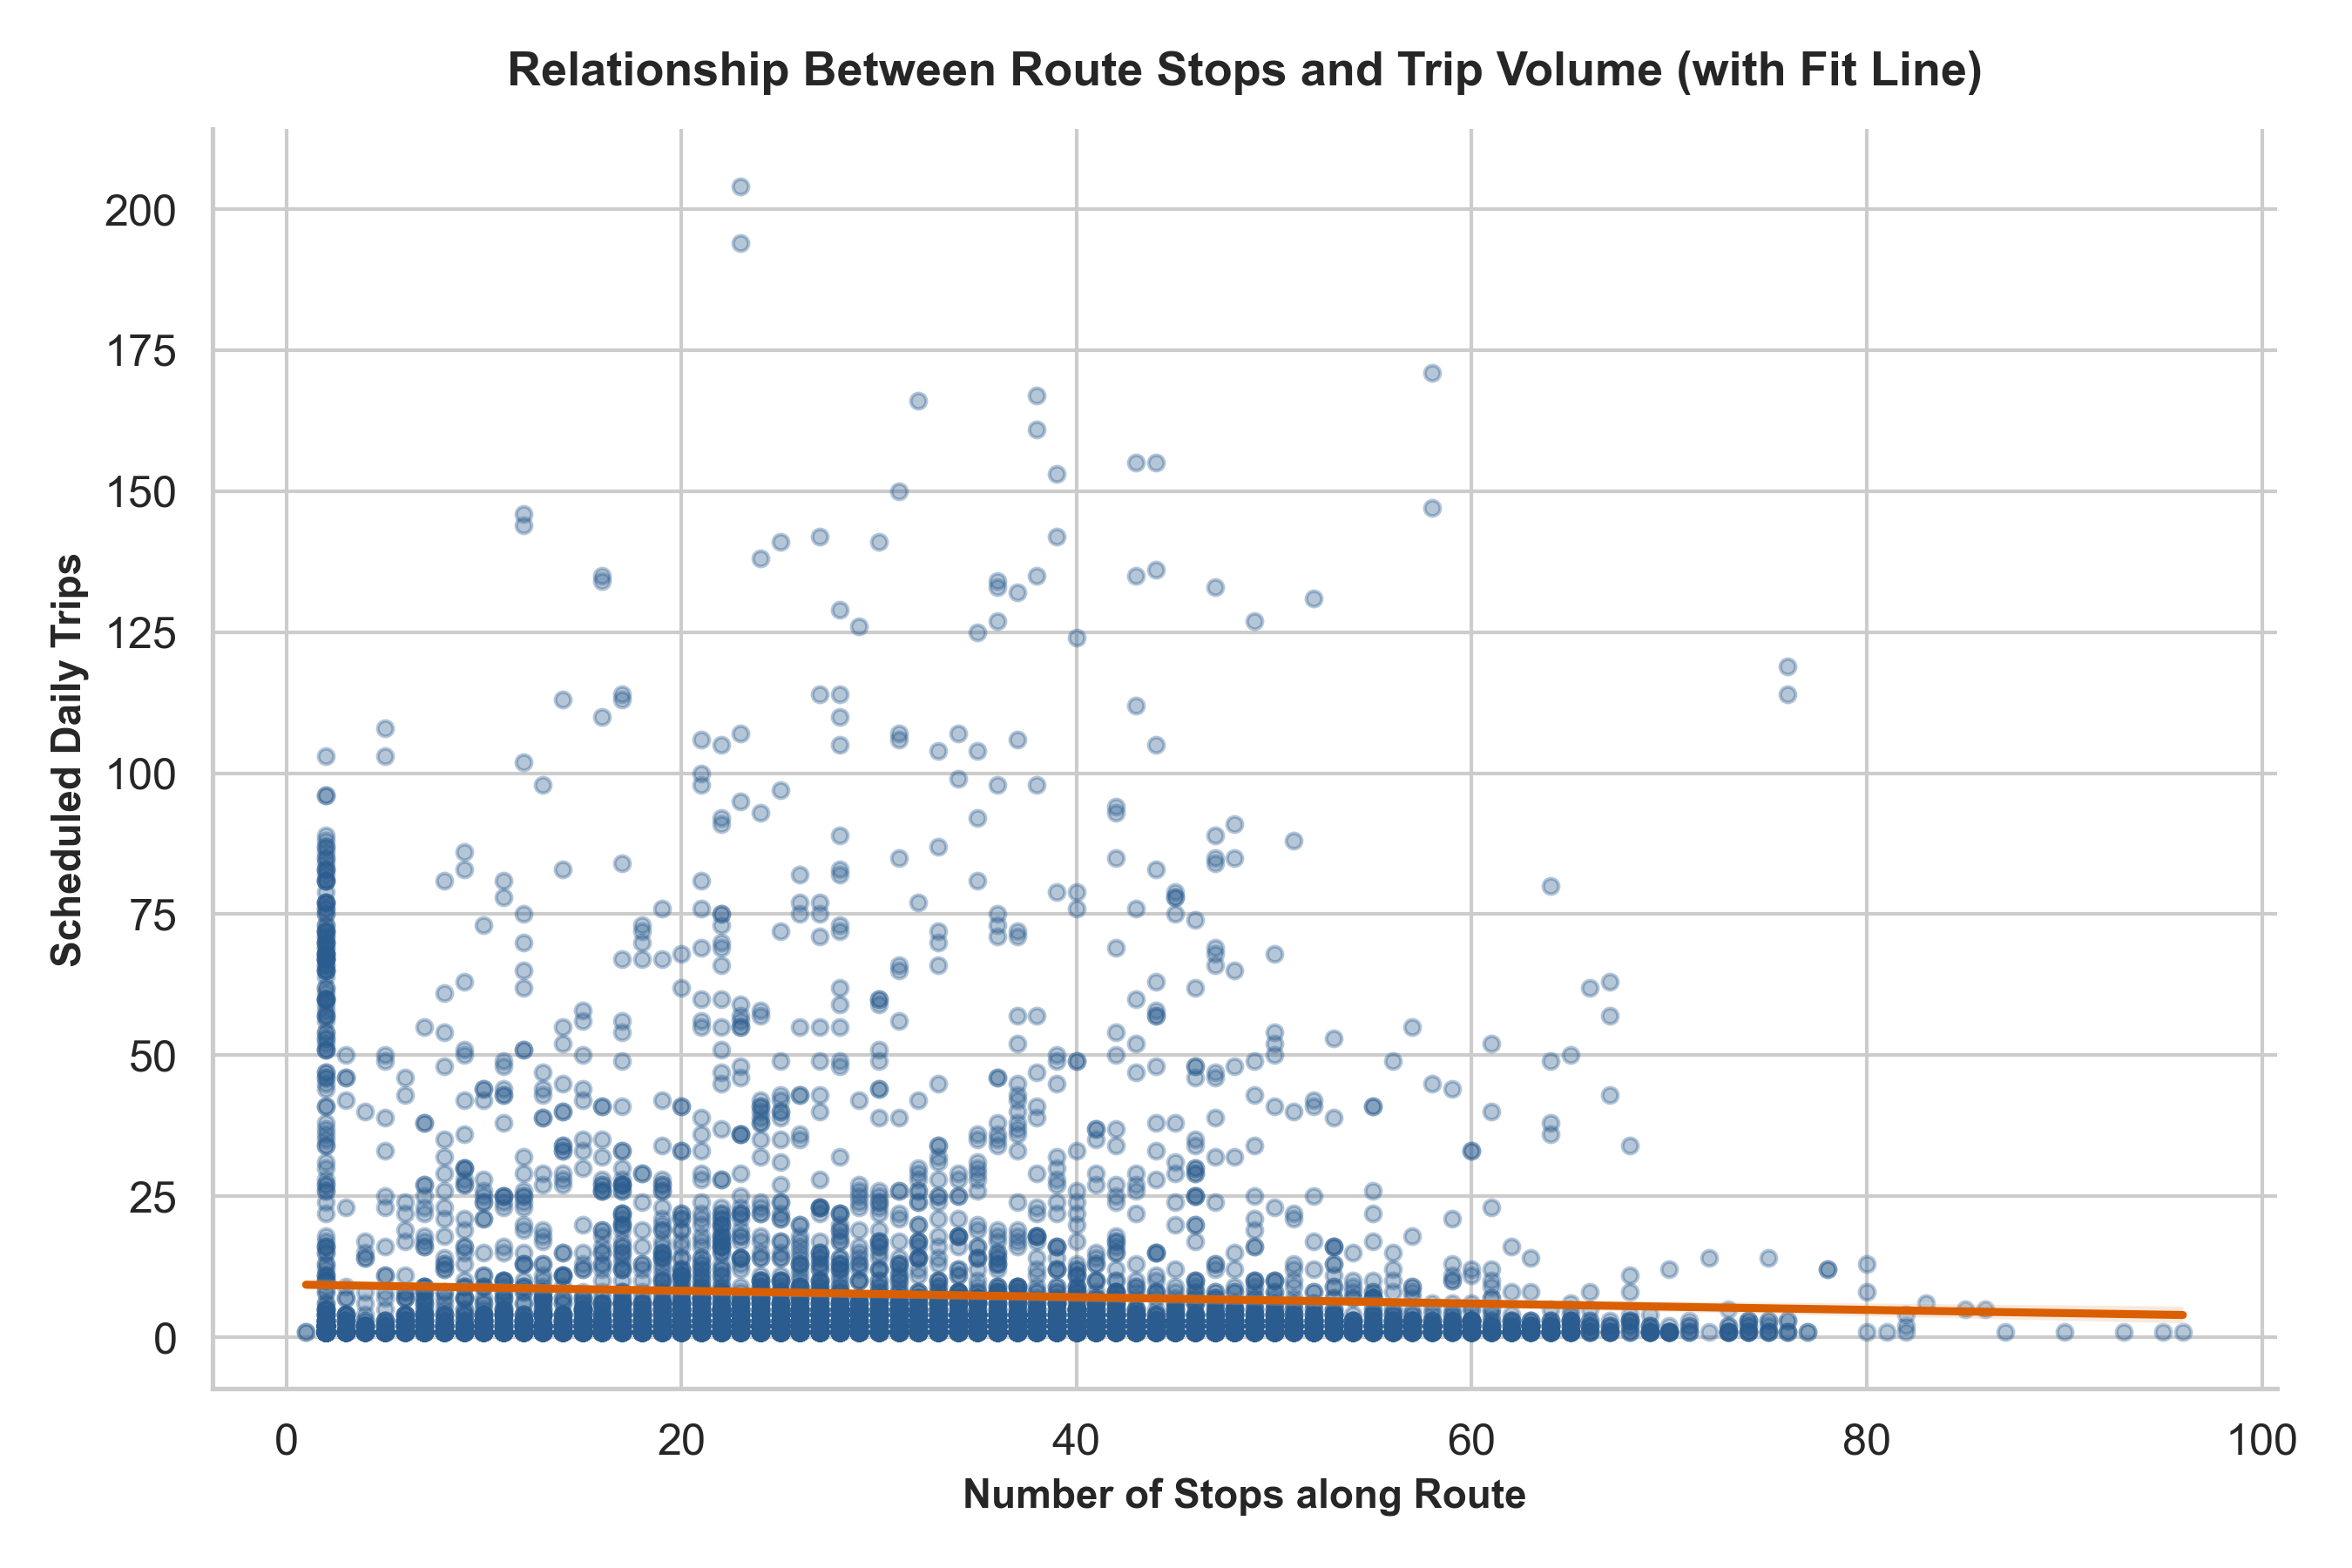 Relationship Between Route Stops and Trip Volume (with Fit Line)
Scheduled Daily Trips
200
175
150
125
100
75
50
25
0
0 20 40 60 80 100
Number of Stops along Route